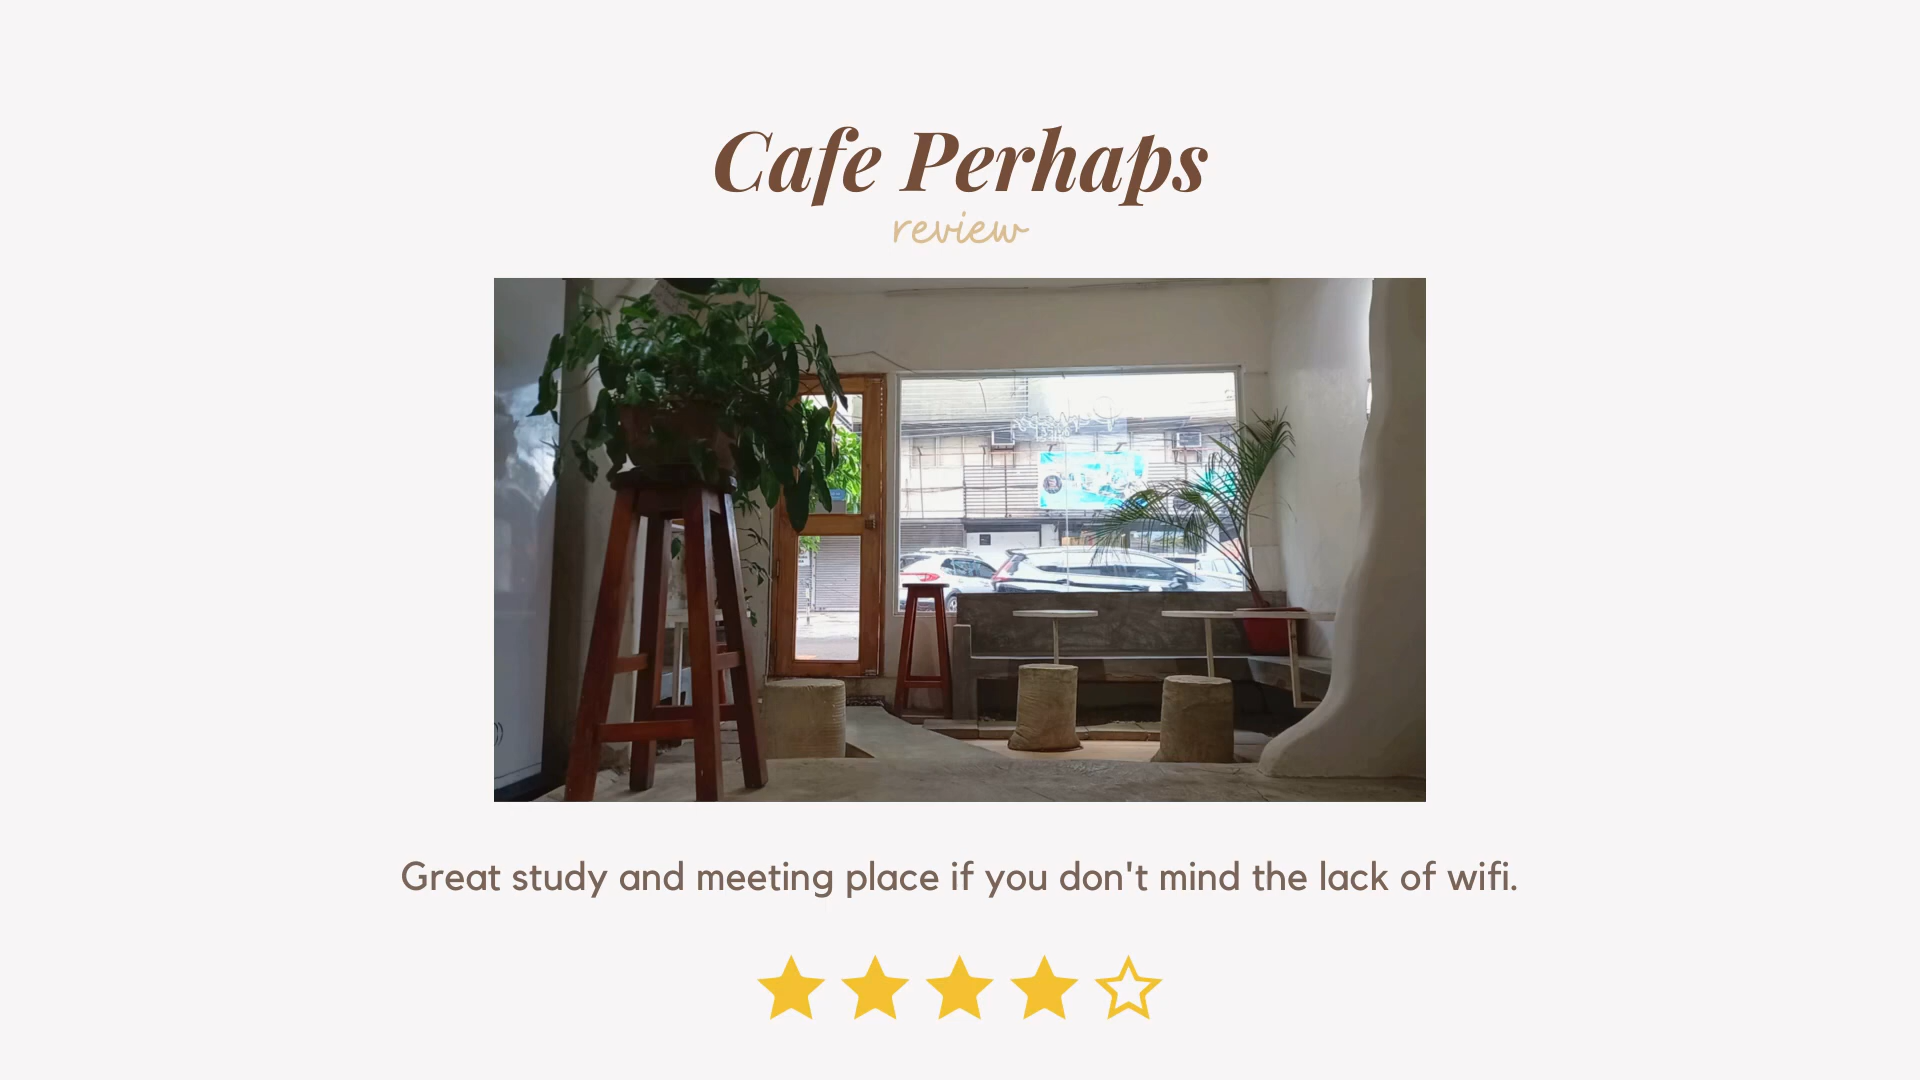 Cafe Perhaps
review
Great study and meeting place if you don't mind the lack of wifi.